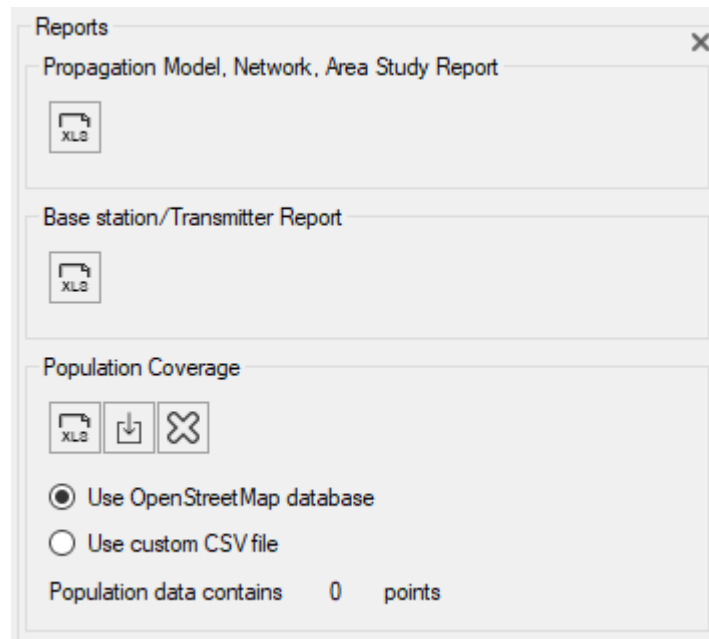 Reports
Propagation Model, Network, Area Study Report
XLS
Base station/Transmitter Report
XLS
Population Coverage
XLS
Use OpenStreetMap database
Use custom CSV file
Population data contains 0 points